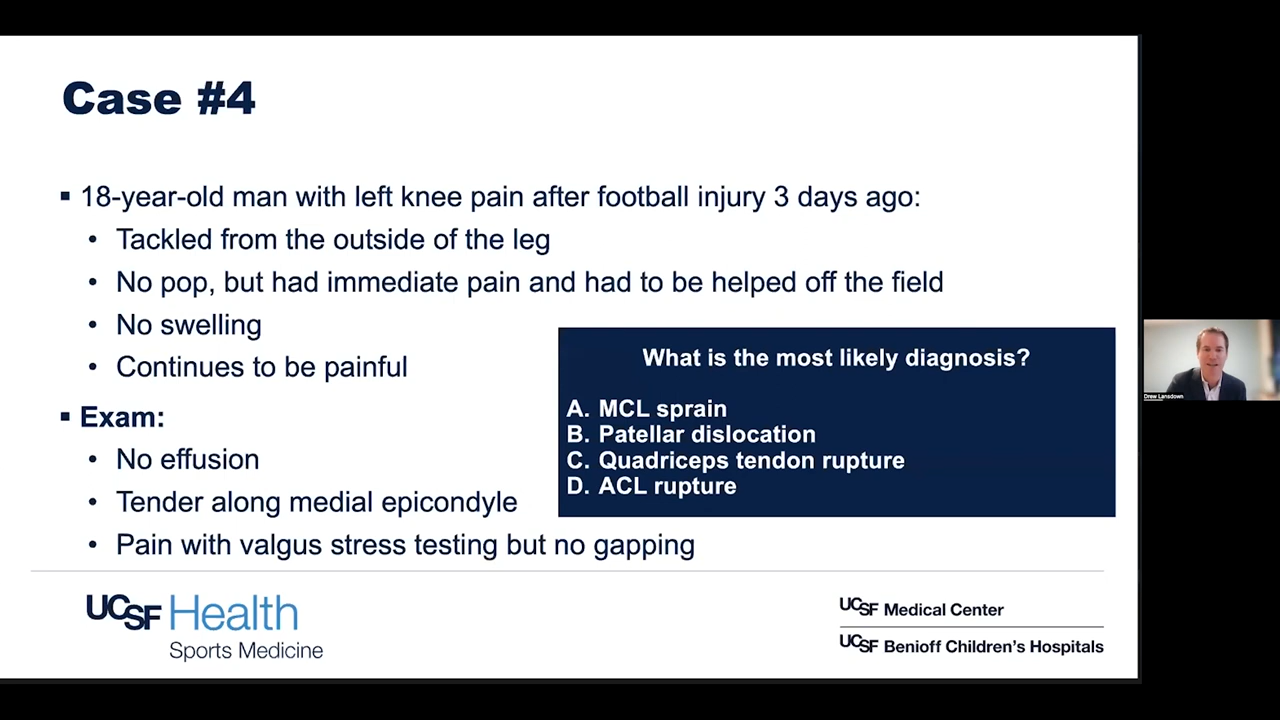 Case #4
▪ 18-year-old man with left knee pain after football injury 3 days ago:
• Tackled from the outside of the leg
• No pop, but had immediate pain and had to be helped off the field
• No swelling
• Continues to be painful
▪ Exam:
• No effusion
• Tender along medial epicondyle
• Pain with valgus stress testing but no gapping
What is the most likely diagnosis?
A. MCL sprain
B. Patellar dislocation
C. Quadriceps tendon rupture
D. ACL rupture
Drew Lansdown
UCSF Health
Sports Medicine
UCSF Medical Center
UCSF Benioff Children's Hospitals